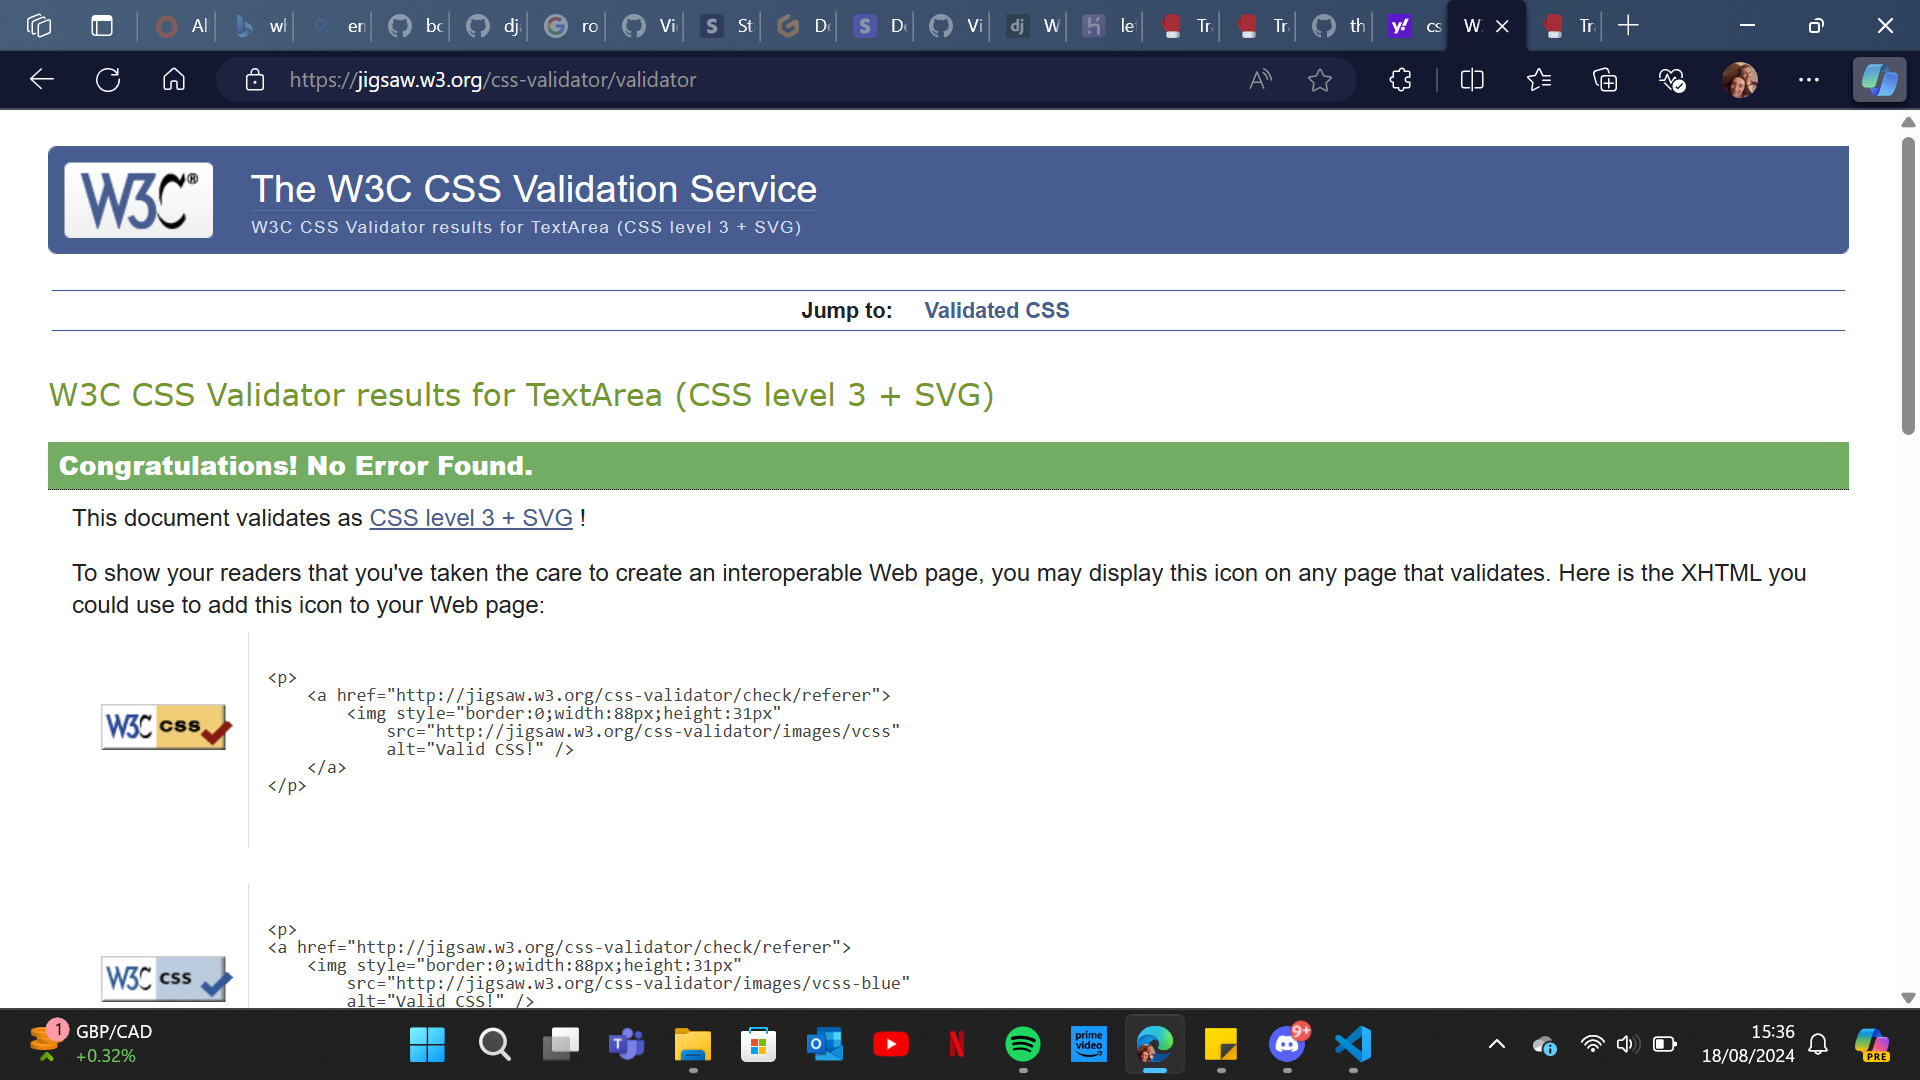 Al
wl
en
bc
dj
ro
Vi
St
De
De
Vi
W
le
Tr
Tr
th
cs
W
Tr
https://jigsaw.w3.org/css-validator/validator
W3C®
The W3C CSS Validation Service
W3C CSS Validator results for TextArea (CSS level 3 + SVG)
Jump to: Validated CSS
W3C CSS Validator results for TextArea (CSS level 3 + SVG)
Congratulations! No Error Found.
This document validates as CSS level 3 + SVG !
To show your readers that you've taken the care to create an interoperable Web page, you may display this icon on any page that validates. Here is the XHTML you
could use to add this icon to your Web page:
W3C css
<p>
<a href="http://jigsaw.w3.org/css-validator/check/referer">
<img style="border:0;width:88px;height:31px"
src="http://jigsaw.w3.org/css-validator/images/vcss"
alt="Valid CSS!" />
</a>
</p>
W3C css
<p>
<a href="http://jigsaw.w3.org/css-validator/check/referer">
<img style="border:0;width:88px;height:31px"
src="http://jigsaw.w3.org/css-validator/images/vcss-blue"
alt="Valid CSS!" />
1
GBP/CAD
+0.32%
prime video
9+
15:36
18/08/2024
PRE